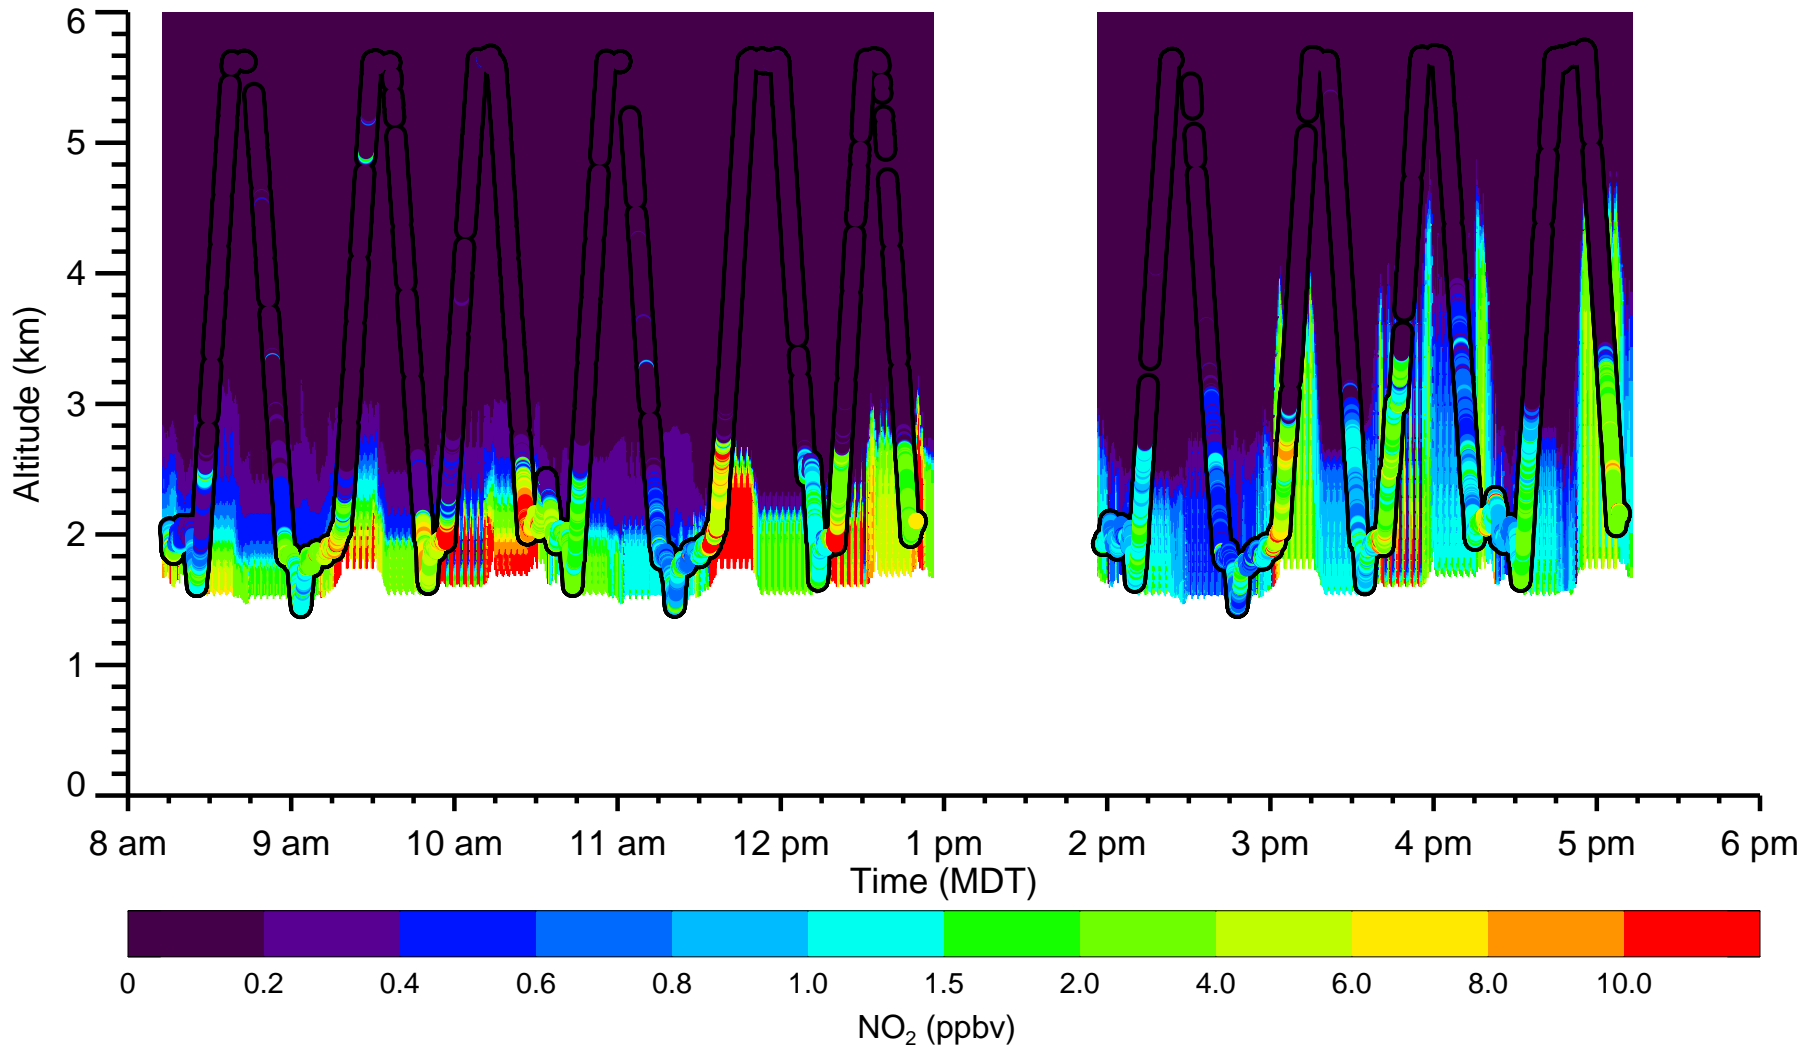 6
5
4
3
2
1
0
Altitude (km)
8 am 9 am 10 am 11 am 12 pm 1 pm 2 pm 3 pm 4 pm 5 pm 6 pm
Time (MDT)
0 0.2 0.4 0.6 0.8 1.0 1.5 2.0 4.0 6.0 8.0 10.0
NO₂ (ppbv)